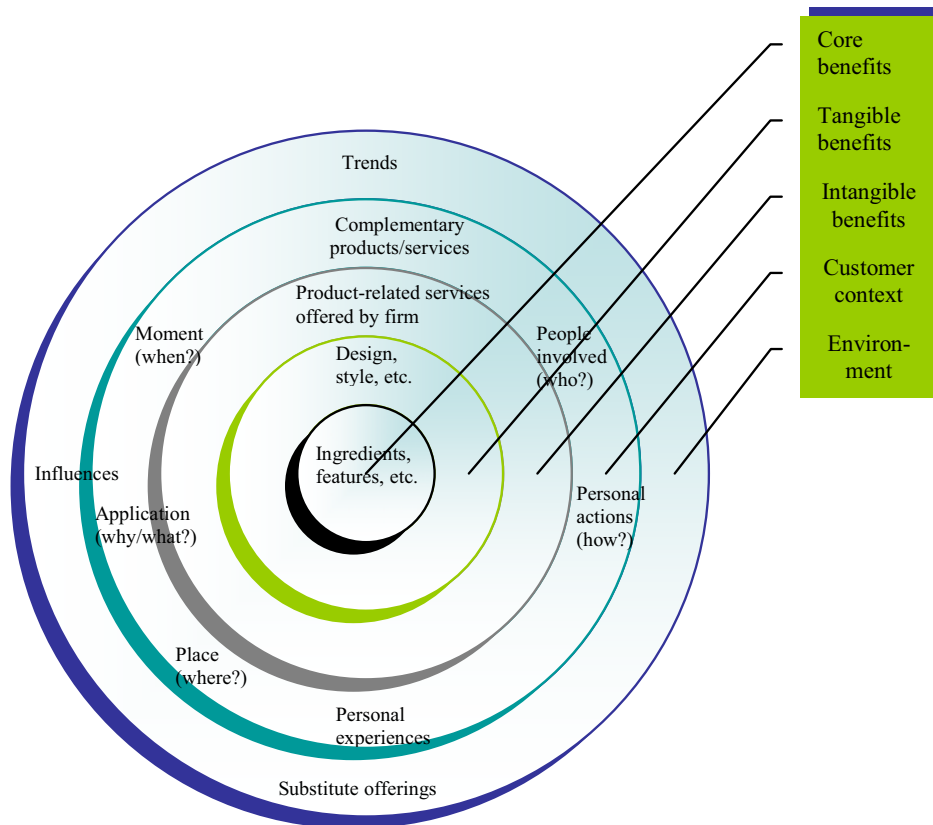 Core
benefits
Tangible
benefits
Intangible
benefits
Customer
context
Environ-
ment
Trends
Complementary
products/services
Product-related services
offered by firm
Moment
(when?)
People
involved
(who?)
Design,
style, etc.
Ingredients,
features, etc.
Influences
Application
(why/what?)
Personal
actions
(how?)
Place
(where?)
Personal
experiences
Substitute offerings